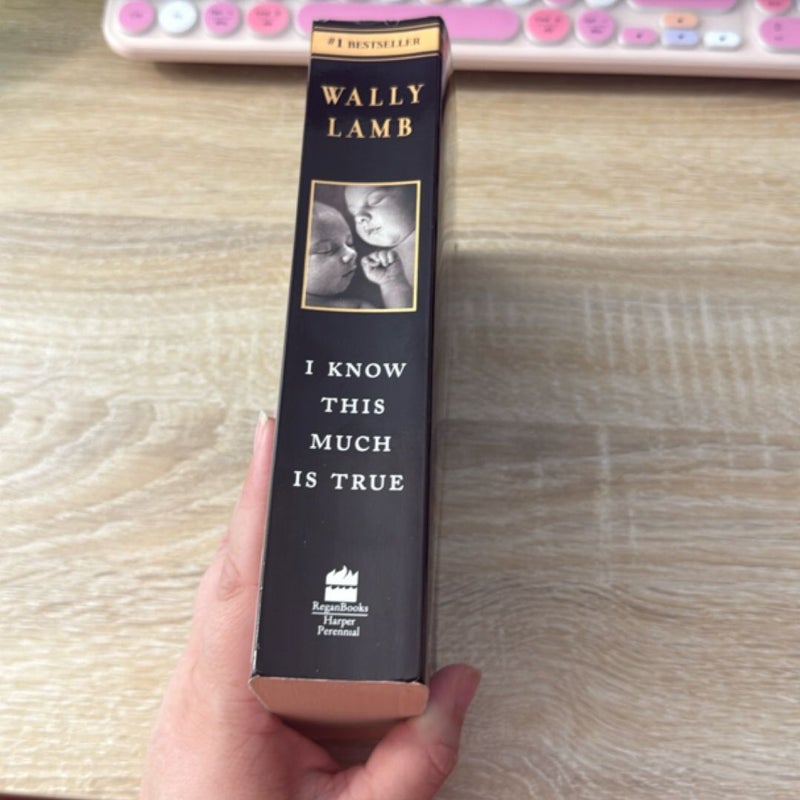 #1 BESTSELLER
WALLY
LAMB
I KNOW
THIS
MUCH
IS TRUE
ReganBooks
Harper
Perennial